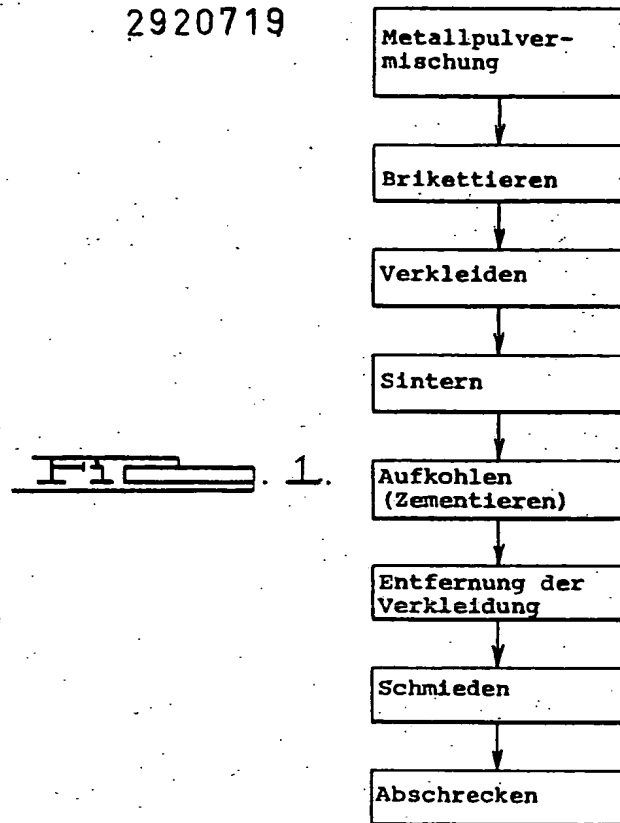 2920719
Metallpulver-
mischung
Brikettieren
Verkleiden
Sintern
Aufkohlen
(Zementieren)
Entfernung der
Verkleidung
Schmieden
Abschrecken